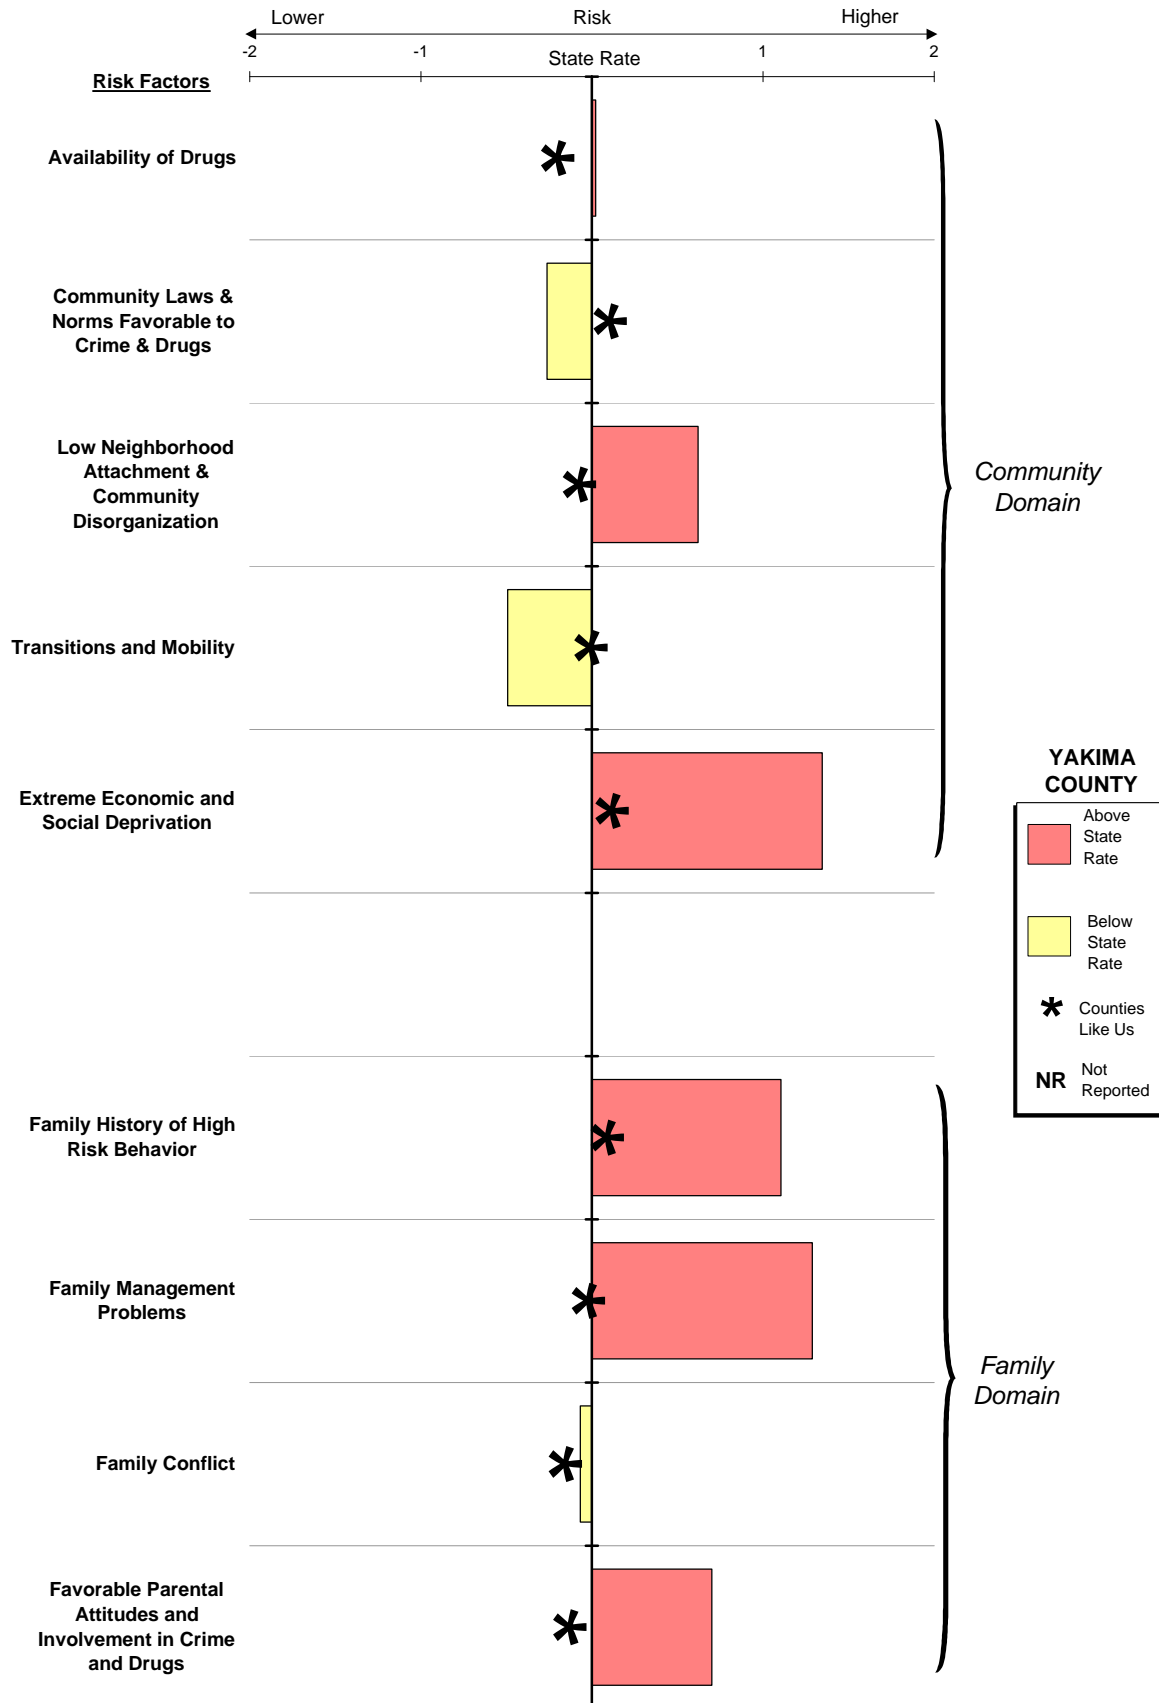 Lower Risk Higher
-2 -1 State Rate 1 2
Risk Factors
Availability of Drugs
Community Laws &
Norms Favorable to
Crime & Drugs
Low Neighborhood
Attachment &
Community
Disorganization
Transitions and Mobility
Extreme Economic and
Social Deprivation
Community
Domain
YAKIMA
COUNTY
Above
State
Rate
Below
State
Rate
* Counties
Like Us
NR Not
Reported
Family History of High
Risk Behavior
Family Management
Problems
Family Conflict
Favorable Parental
Attitudes and
Involvement in Crime
and Drugs
Family
Domain